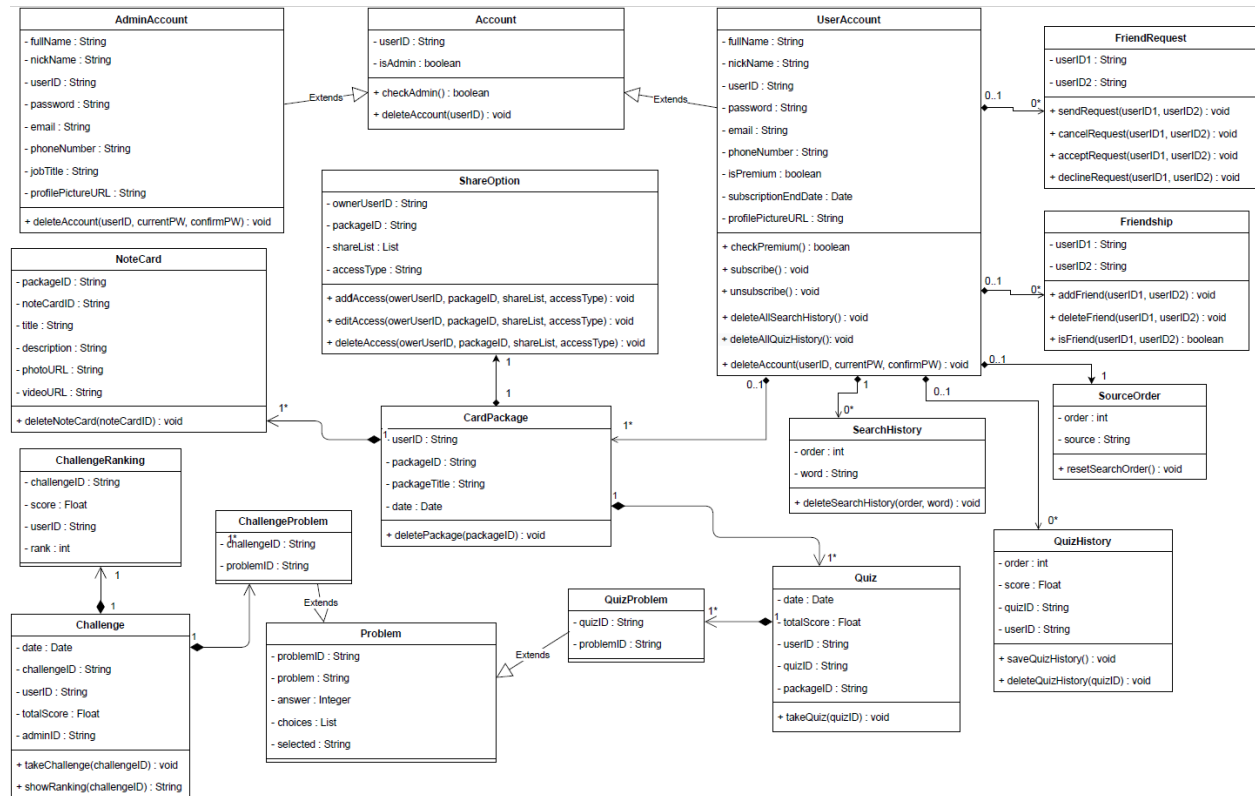 AdminAccount
- fullName : String
- nickName : String
- userID : String
- password : String
- email : String
- phoneNumber : String
- jobTitle : String
- profilePictureURL : String
+ deleteAccount(userID, currentPW, confirmPW) : void
Extends
Account
- userID : String
- isAdmin : boolean
+ checkAdmin() : boolean
+ deleteAccount(userID) : void
Extends
UserAccount
- fullName : String
- nickName : String
- userID : String
- password : String
- email : String
- phoneNumber : String
- isPremium : boolean
- subscriptionEndDate : Date
- profilePictureURL : String
+ checkPremium() : boolean
+ subscribe() : void
+ unsubscribe() : void
+ deleteAllSearchHistory() : void
+ deleteAllQuizHistory() : void
+ deleteAccount(userID, currentPW, confirmPW) : void
0..1
0*
FriendRequest
- userID1 : String
- userID2 : String
+ sendRequest(userID1, userID2) : void
+ cancelRequest(userID1, userID2) : void
+ acceptRequest(userID1, userID2) : void
+ declineRequest(userID1, userID2) : void
0..1
0*
Friendship
- userID1 : String
- userID2 : String
+ addFriend(userID1, userID2) : void
+ deleteFriend(userID1, userID2) : void
+ isFriend(userID1, userID2) : boolean
ShareOption
- ownerUserID : String
- packageID : String
- shareList : List
- accessType : String
+ addAccess(owerUserID, packageID, shareList, accessType) : void
+ editAccess(owerUserID, packageID, shareList, accessType) : void
+ deleteAccess(owerUserID, packageID, shareList, accessType) : void
1
1
NoteCard
- packageID : String
- noteCardID : String
- title : String
- description : String
- photoURL : String
- videoURL : String
+ deleteNoteCard(noteCardID) : void
1*
1
CardPackage
- userID : String
- packageID : String
- packageTitle : String
- date : Date
+ deletePackage(packageID) : void
0..1
1*
1
0*
SearchHistory
- order : int
- word : String
+ deleteSearchHistory(order, word) : void
0..1
0..1
1
SourceOrder
- order : int
- source : String
+ resetSearchOrder() : void
0*
QuizHistory
- order : int
- score : Float
- quizID : String
- userID : String
+ saveQuizHistory() : void
+ deleteQuizHistory(quizID) : void
1
1*
Quiz
- date : Date
- totalScore : Float
- userID : String
- quizID : String
- packageID : String
+ takeQuiz(quizID) : void
1
1*
QuizProblem
- quizID : String
- problemID : String
Extends
ChallengeRanking
- challengeID : String
- score : Float
- userID : String
- rank : int
1
1
ChallengeProblem
1*
- challengeID : String
- problemID : String
Extends
Problem
- problemID : String
- problem : String
- answer : Integer
- choices : List
- selected : String
1
Challenge
- date : Date
- challengeID : String
- userID : String
- totalScore : Float
- adminID : String
+ takeChallenge(challengeID) : void
+ showRanking(challengeID) : String